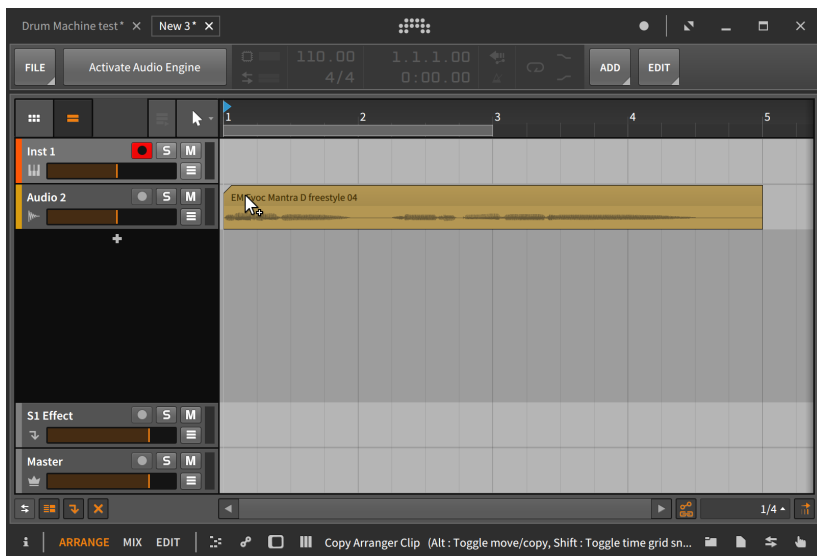 Drum Machine test*
New 3*
FILE
Activate Audio Engine
110.00
4/4
1.1.1.00
0:00.00
ADD
EDIT
1 2 3 4 5
Inst 1
S M
Audio 2
S M
Mantra D freestyle 04
S1 Effect
S M
Master
S M
1/4
i ARRANGE MIX EDIT
Copy Arranger Clip (Alt : Toggle move/copy, Shift : Toggle time grid sn...